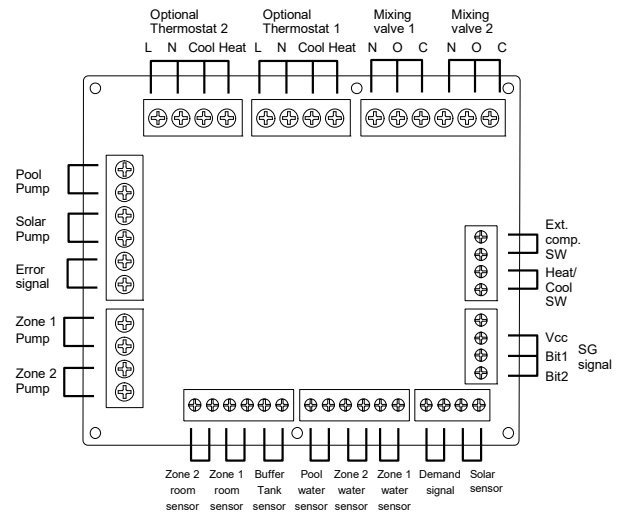 Optional
Thermostat 2
L N Cool Heat
Optional
Thermostat 1
L N Cool Heat
Mixing
valve 1
N O C
Mixing
valve 2
N O C
Pool
Pump
Solar
Pump
Error
signal
Zone 1
Pump
Zone 2
Pump
Ext.
comp.
SW
Heat/
Cool
SW
Vcc
Bit1
Bit2
SG
signal
Zone 2
room
sensor
Zone 1
room
sensor
Buffer
Tank
sensor
Pool
water
sensor
Zone 2
water
sensor
Zone 1
water
sensor
Demand
signal
Solar
sensor